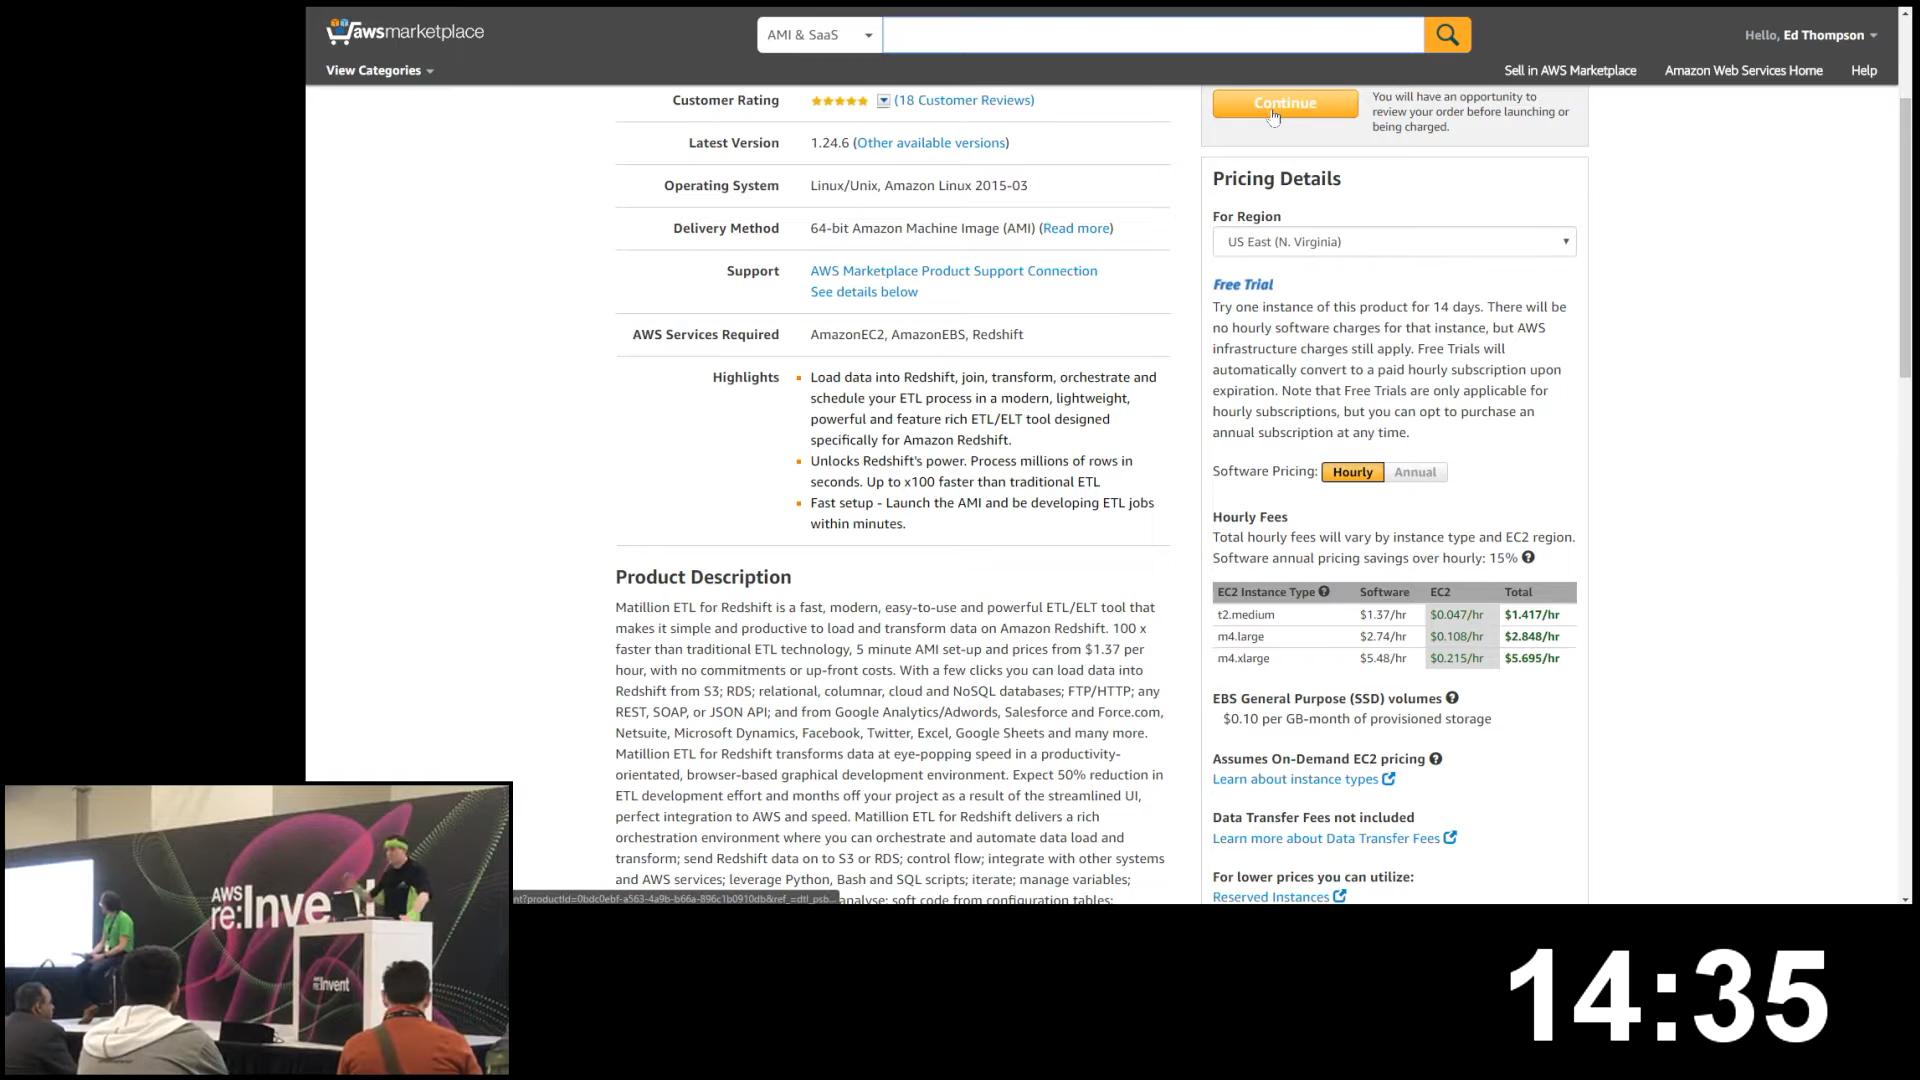 awsmarketplace
AMI & SaaS
Hello, Ed Thompson
View Categories
Sell in AWS Marketplace
Amazon Web Services Home
Help
Customer Rating
(18 Customer Reviews)
Latest Version
1.24.6 (Other available versions)
Operating System
Linux/Unix, Amazon Linux 2015-03
Delivery Method
64-bit Amazon Machine Image (AMI) (Read more)
Support
AWS Marketplace Product Support Connection
See details below
AWS Services Required
AmazonEC2, AmazonEBS, Redshift
Highlights
Load data into Redshift, join, transform, orchestrate and
schedule your ETL process in a modern, lightweight,
powerful and feature rich ETL/ELT tool designed
specifically for Amazon Redshift.
Unlocks Redshift's power. Process millions of rows in
seconds. Up to x100 faster than traditional ETL
Fast setup - Launch the AMI and be developing ETL jobs
within minutes.
Product Description
Matillion ETL for Redshift is a fast, modern, easy-to-use and powerful ETL/ELT tool that
makes it simple and productive to load and transform data on Amazon Redshift. 100 x
faster than traditional ETL technology, 5 minute AMI set-up and prices from $1.37 per
hour, with no commitments or up-front costs. With a few clicks you can load data into
Redshift from S3; RDS; relational, columnar, cloud and NoSQL databases; FTP/HTTP; any
REST, SOAP, or JSON API; and from Google Analytics/Adwords, Salesforce and Force.com,
Netsuite, Microsoft Dynamics, Facebook, Twitter, Excel, Google Sheets and many more.
Matillion ETL for Redshift transforms data at eye-popping speed in a productivity-
orientated, browser-based graphical development environment. Expect 50% reduction in
ETL development effort and months off your project as a result of the streamlined UI,
perfect integration to AWS and speed. Matillion ETL for Redshift delivers a rich
orchestration environment where you can orchestrate and automate data load and
transform; send Redshift data on to S3 or RDS; control flow; integrate with other systems
and AWS services; leverage Python, Bash and SQL scripts; iterate; manage variables;
nt?productId=0bdc0ebf-a563-4a9b-b66a-896c1b0910db&ref_=dtl_psb...
analyse; soft code from configuration tables;
Continue
You will have an opportunity to
review your order before launching or
being charged.
Pricing Details
For Region
US East (N. Virginia)
Free Trial
Try one instance of this product for 14 days. There will be
no hourly software charges for that instance, but AWS
infrastructure charges still apply. Free Trials will
automatically convert to a paid hourly subscription upon
expiration. Note that Free Trials are only applicable for
hourly subscriptions, but you can opt to purchase an
annual subscription at any time.
Software Pricing: Hourly Annual
Hourly Fees
Total hourly fees will vary by instance type and EC2 region.
Software annual pricing savings over hourly: 15%
EC2 Instance Type Software EC2 Total
t2.medium $1.37/hr $0.047/hr $1.417/hr
m4.large $2.74/hr $0.108/hr $2.848/hr
m4.xlarge $5.48/hr $0.215/hr $5.695/hr
EBS General Purpose (SSD) volumes
$0.10 per GB-month of provisioned storage
Assumes On-Demand EC2 pricing
Learn about instance types
Data Transfer Fees not included
Learn more about Data Transfer Fees
For lower prices you can utilize:
Reserved Instances
AWS
re:Invent
re:Invent
14:35